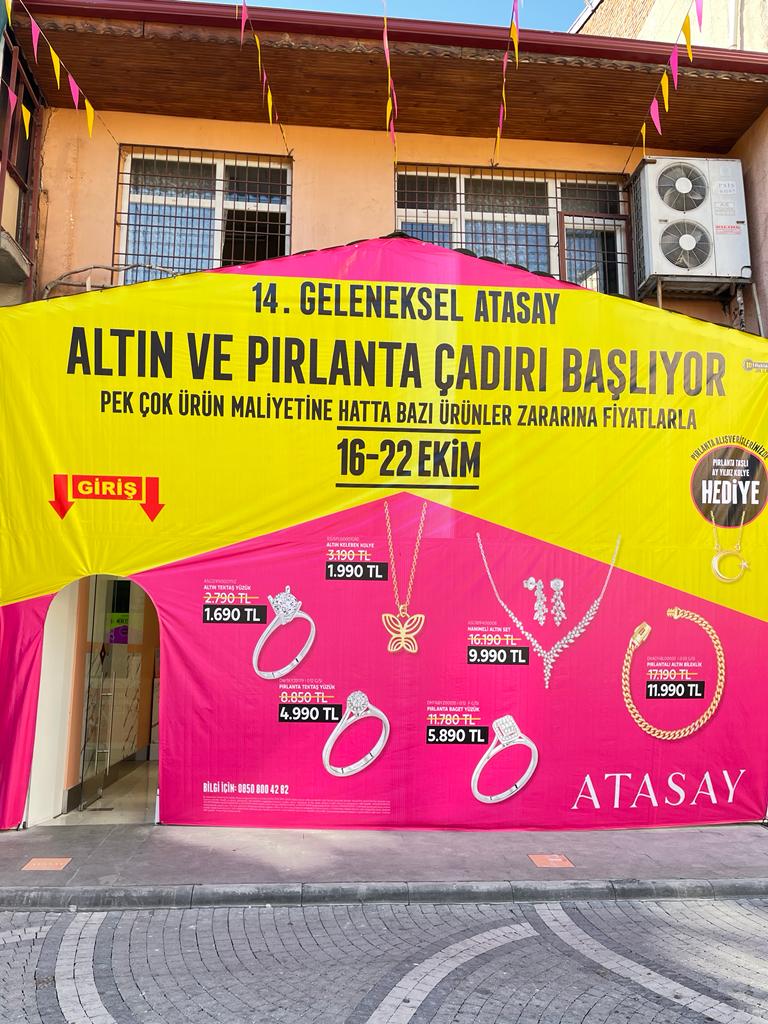 14. GELENEKSEL ATASAY
ALTIN VE PIRLANTA ÇADIRI BAŞLIYOR
PEK ÇOK ÜRÜN MALİYETİNE HATTA BAZI ÜRÜNLER ZARARINA FİYATLARLA
16-22 EKİM
GİRİŞ
PIRLANTA ALIŞVERİŞLERİNİZDE
PIRLANTA TAŞLI
AY YILDIZ KOLYE
HEDİYE
ALTIN KELEBEK KOLYE
3.190 TL
1.990 TL
ALTIN TEKTAŞ YÜZÜK
2.790 TL
1.690 TL
HANIMELİ ALTIN SET
16.190 TL
9.990 TL
PIRLANTALI ALTIN BİLEKLİK
17.190 TL
11.990 TL
PIRLANTA TEKTAŞ YÜZÜK
8.850 TL
4.990 TL
PIRLANTA BAGET YÜZÜK
11.780 TL
5.890 TL
BİLGİ İÇİN: 0850 800 42 82
ATASAY